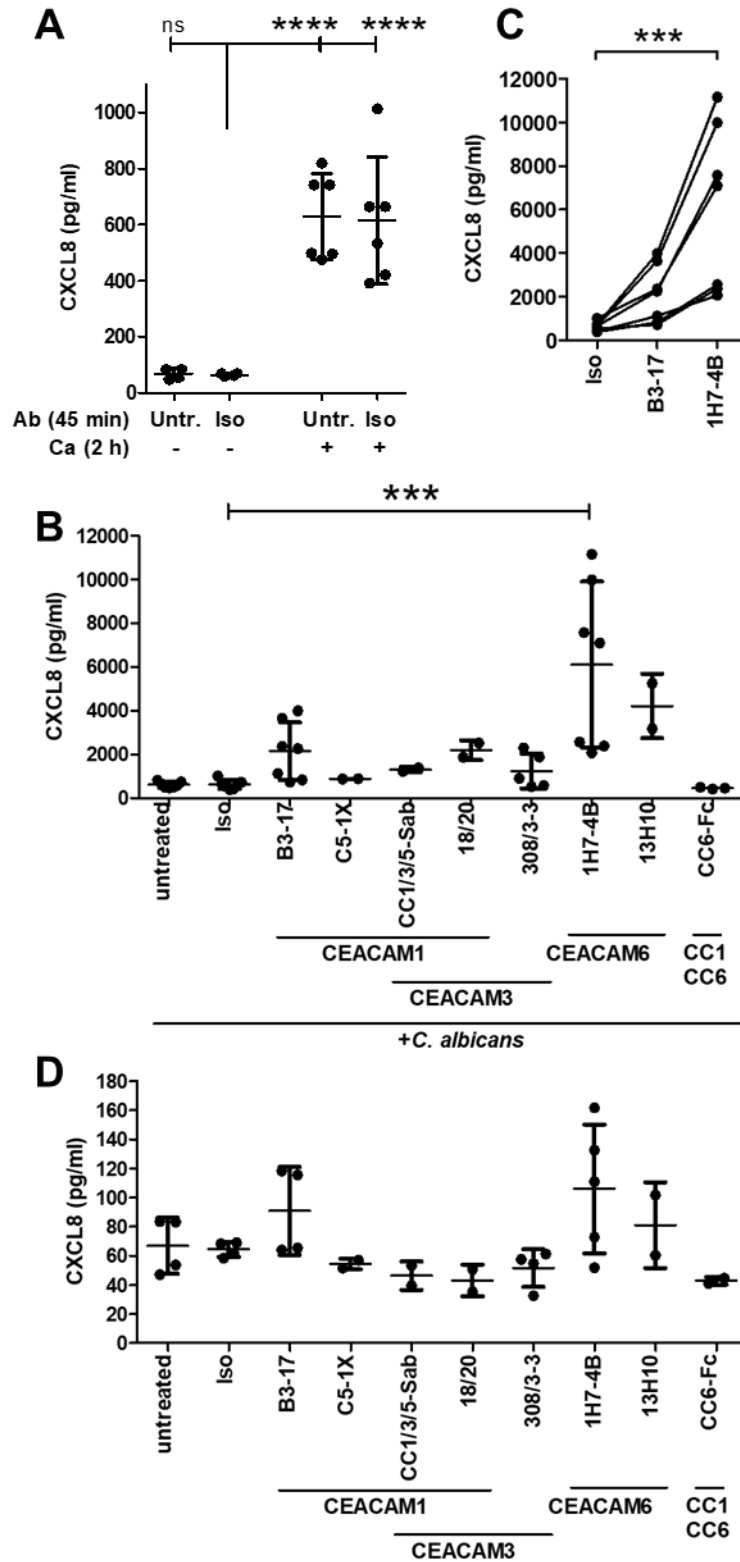 A
ns
****
****
CXCL8 (pg/ml)
1000
800
600
400
200
0
Ab (45 min) Untr. Iso Untr. Iso
Ca (2 h) - - + +
C
***
CXCL8 (pg/ml)
12000
10000
8000
6000
4000
2000
0
Iso
B3-17
1H7-4B
B
***
CXCL8 (pg/ml)
12000
10000
8000
6000
4000
2000
0
untreated
Iso
B3-17
C5-1X
CC1/3/5-Sab
18/20
308/3-3
1H7-4B
13H10
CC6-Fc
CEACAM1
CEACAM6
CC1
CC6
CEACAM3
+C. albicans
D
CXCL8 (pg/ml)
180
160
140
120
100
80
60
40
20
0
untreated
Iso
B3-17
C5-1X
CC1/3/5-Sab
18/20
308/3-3
1H7-4B
13H10
CC6-Fc
CEACAM1
CEACAM6
CC1
CC6
CEACAM3